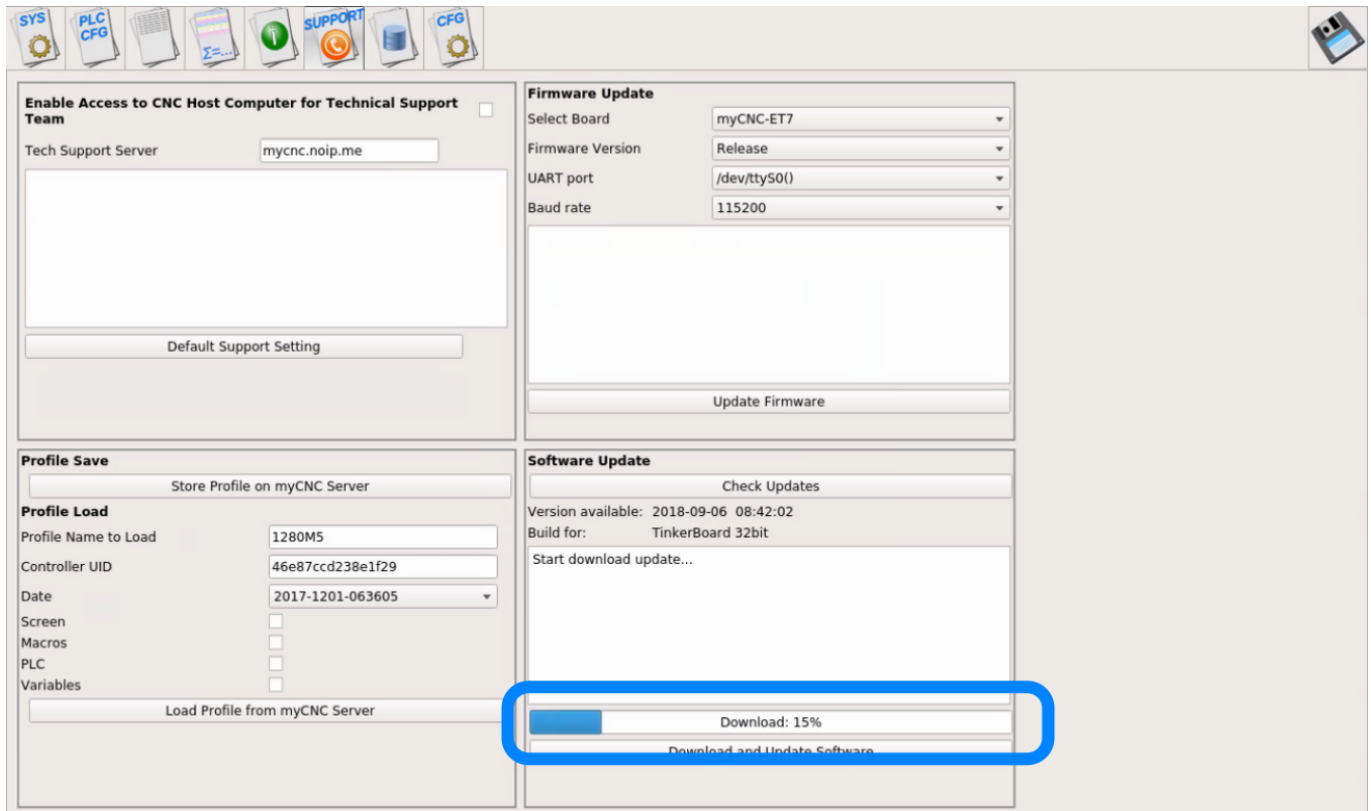 SYS
PLC
CFG
Σ=...
SUPPORT
CFG
Enable Access to CNC Host Computer for Technical Support
Team
Tech Support Server
mycnc.noip.me
Default Support Setting
Firmware Update
Select Board
myCNC-ET7
Firmware Version
Release
UART port
/dev/ttyS0()
Baud rate
115200
Update Firmware
Profile Save
Store Profile on myCNC Server
Profile Load
Profile Name to Load
1280M5
Controller UID
46e87ccd238e1f29
Date
2017-1201-063605
Screen
Macros
PLC
Variables
Load Profile from myCNC Server
Software Update
Check Updates
Version available: 2018-09-06 08:42:02
Build for: TinkerBoard 32bit
Start download update...
Download: 15%
Download and Update Software